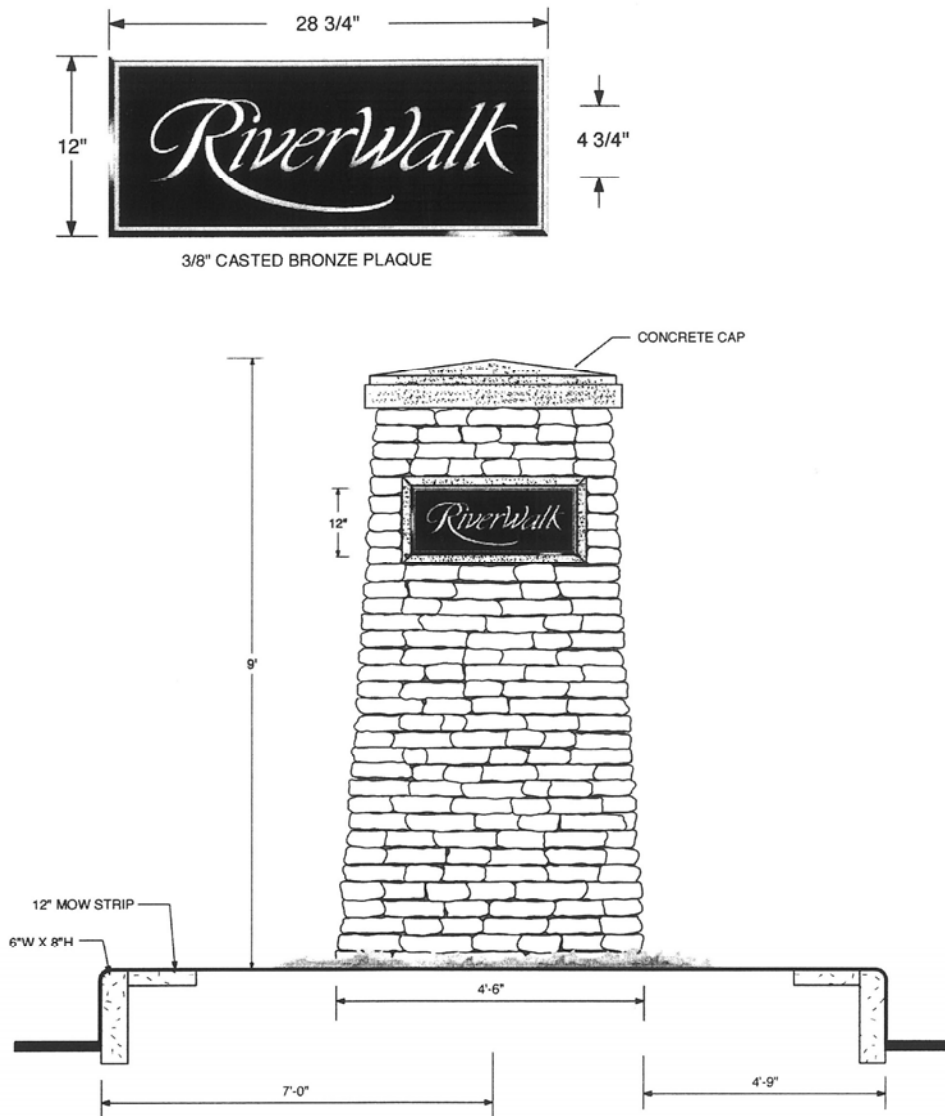 28 3/4"
12"
RiverWalk
4 3/4"
3/8" CASTED BRONZE PLAQUE
CONCRETE CAP
12"
RiverWalk
9'
12" MOW STRIP
6"W X 8"H
4'-6"
7'-0"
4'-9"